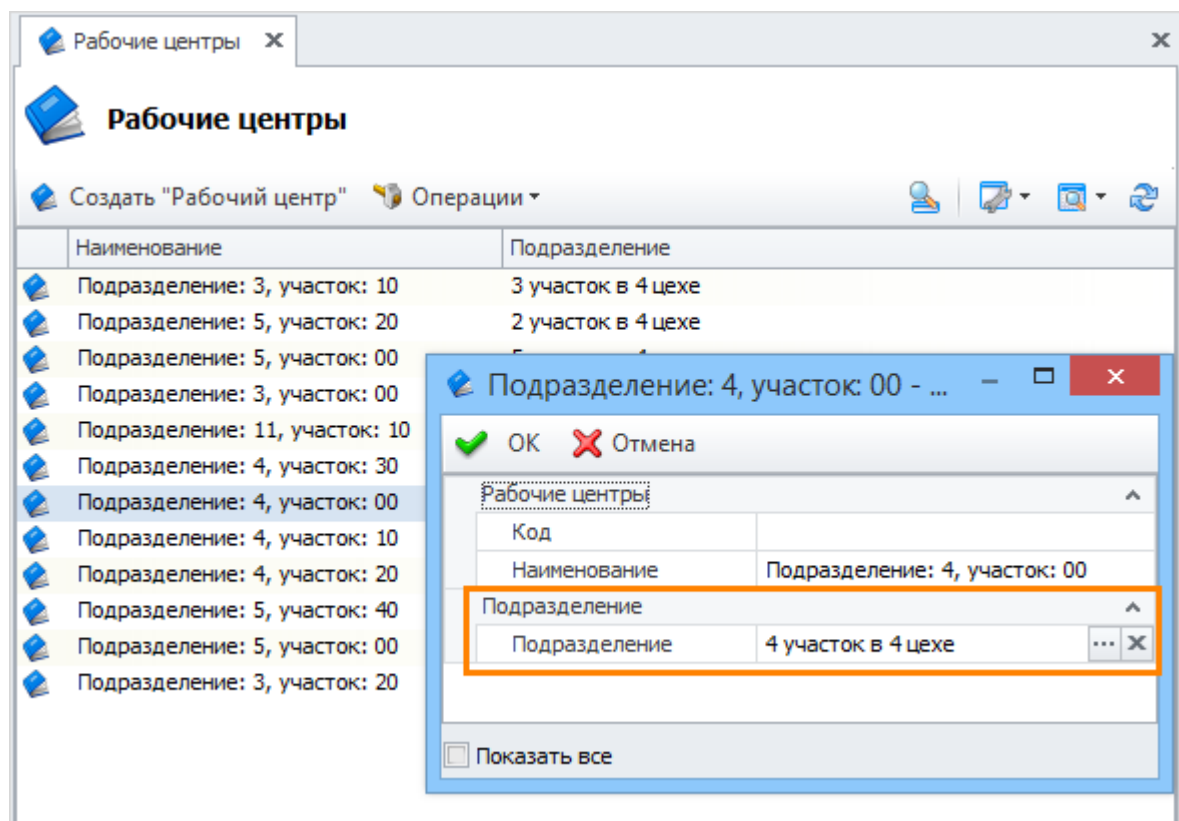 Рабочие центры
Рабочие центры
Создать "Рабочий центр" Операции
Наименование Подразделение
Подразделение: 3, участок: 10 3 участок в 4 цехе
Подразделение: 5, участок: 20 2 участок в 4 цехе
Подразделение: 5, участок: 00
Подразделение: 3, участок: 00
Подразделение: 11, участок: 10
Подразделение: 4, участок: 30
Подразделение: 4, участок: 00
Подразделение: 4, участок: 10
Подразделение: 4, участок: 20
Подразделение: 5, участок: 40
Подразделение: 5, участок: 00
Подразделение: 3, участок: 20
Подразделение: 4, участок: 00 - ...
ОК Отмена
Рабочие центры
Код
Наименование Подразделение: 4, участок: 00
Подразделение
Подразделение 4 участок в 4 цехе ...
Показать все